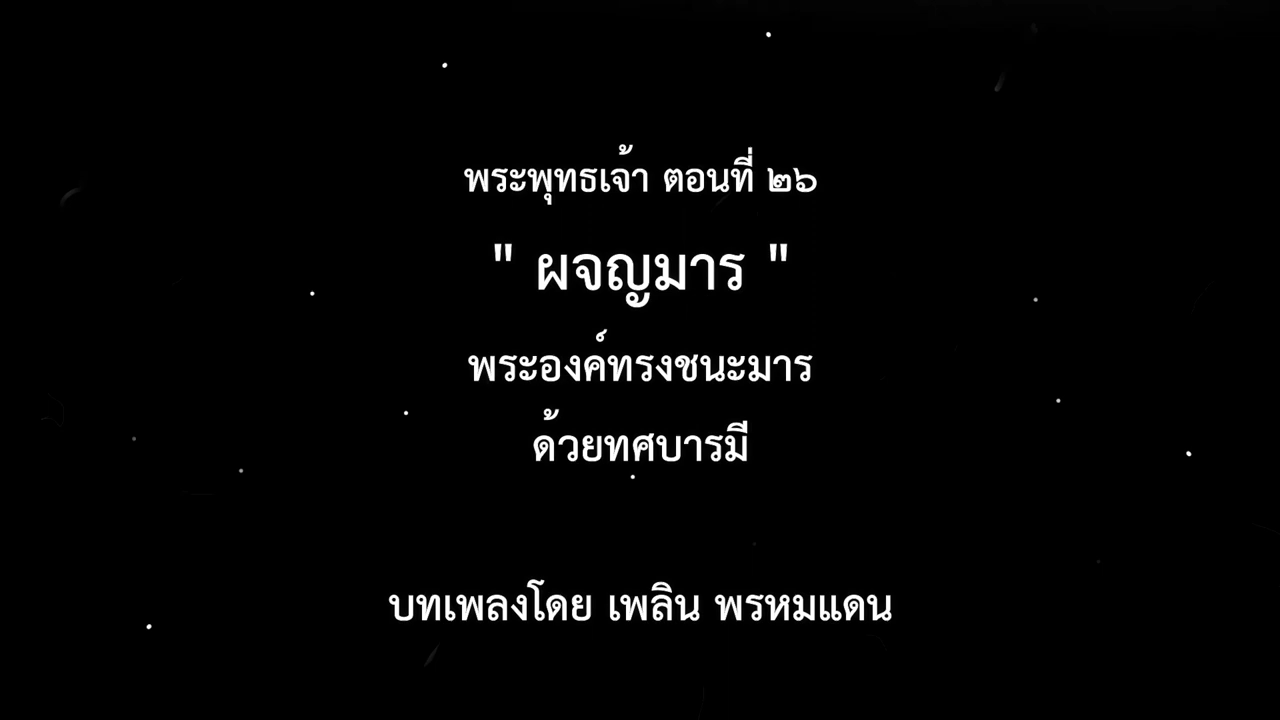 พระพุทธเจ้า ตอนที่ ๒๖
" ผจญมาร "
พระองค์ทรงชนะมาร
ด้วยทศบารมี
บทเพลงโดย เพลิน พรหมแดน